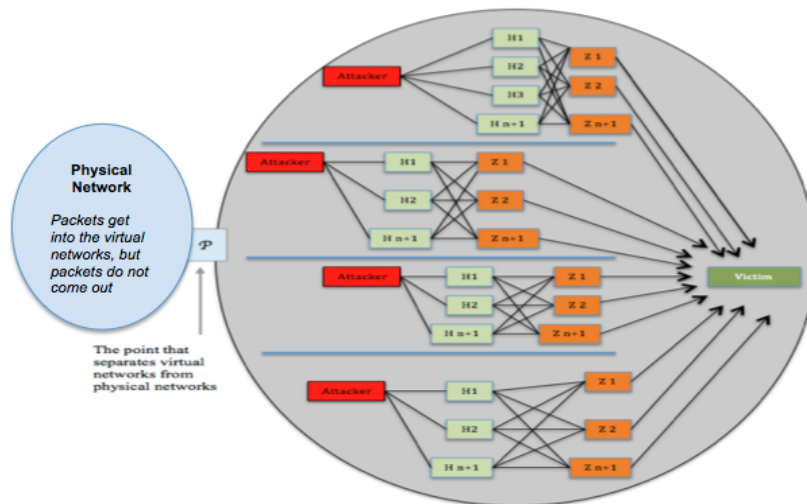 Physical
Network
Packets get
into the virtual
networks, but
packets do not
come out
P
The point that
separates virtual
networks from
physical networks
Attacker
H1
H2
H3
H n+1
Z 1
Z 2
Z n+1
Attacker
H1
H2
H n+1
Z 1
Z 2
Z n+1
Attacker
H1
H2
H n+1
Z 1
Z 2
Z n+1
Attacker
H1
H2
H n+1
Z 1
Z 2
Z n+1
Victim